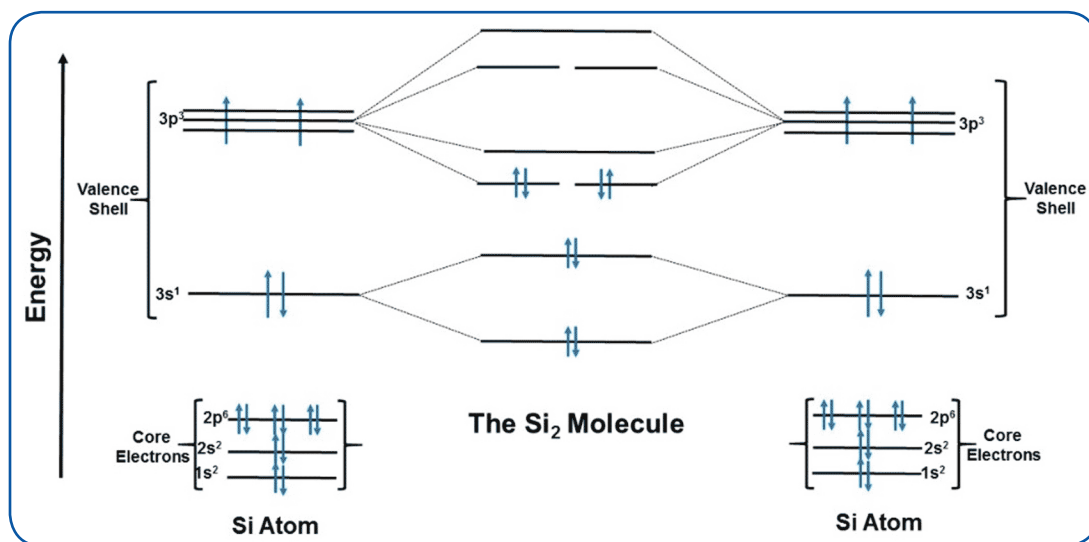 3p³
3p³
Valence
Shell
Valence
Shell
Energy
3s¹
3s¹
2p⁶
The Si₂ Molecule
2p⁶
Core
Electrons
2s²
2s²
Core
Electrons
1s²
1s²
Si Atom
Si Atom